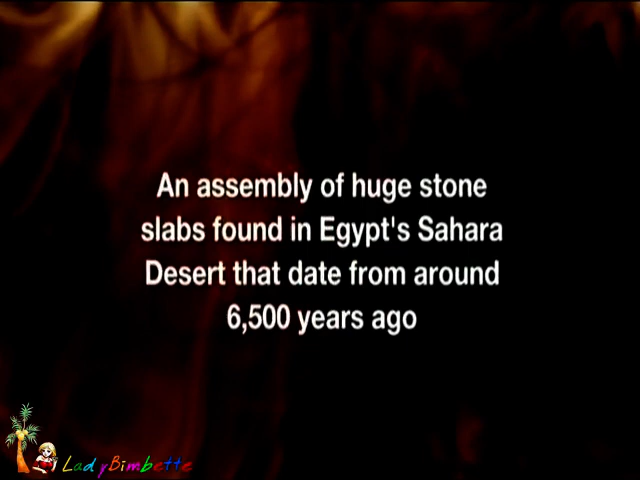 An assembly of huge stone
slabs found in Egypt's Sahara
Desert that date from around
6,500 years ago
LadyBimbette